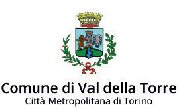 Comune di Val della Torre
Città Metropolitana di Torino